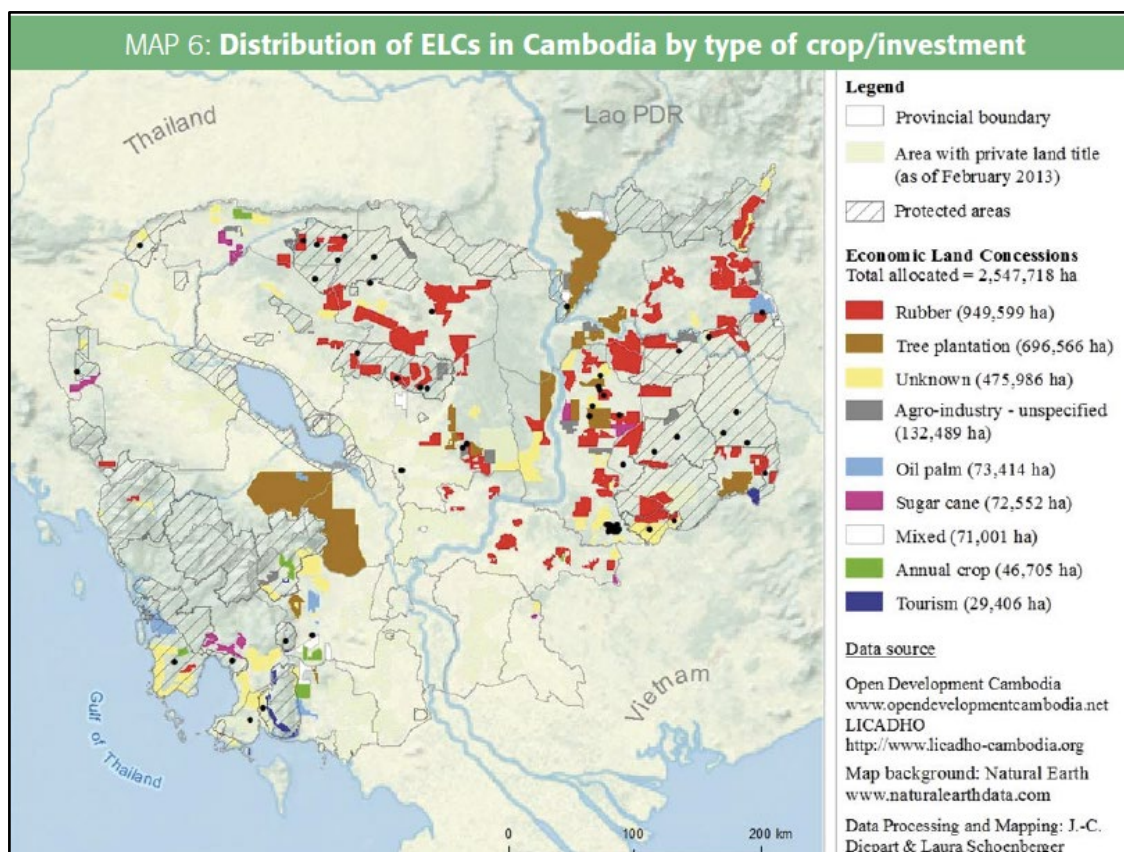 MAP 6: Distribution of ELCs in Cambodia by type of crop/investment
Thailand
Lao PDR
Gulf of Thailand
Vietnam
0 100 200 km
Legend
Provincial boundary
Area with private land title
(as of February 2013)
Protected areas
Economic Land Concessions
Total allocated = 2,547,718 ha
Rubber (949,599 ha)
Tree plantation (696,566 ha)
Unknown (475,986 ha)
Agro-industry - unspecified
(132,489 ha)
Oil palm (73,414 ha)
Sugar cane (72,552 ha)
Mixed (71,001 ha)
Annual crop (46,705 ha)
Tourism (29,406 ha)
Data source
Open Development Cambodia
www.opendevelopmentcambodia.net
LICADHO
http://www.licadho-cambodia.org
Map background: Natural Earth
www.naturalearthdata.com
Data Processing and Mapping: J.-C.
Diepart & Laura Schoenberger